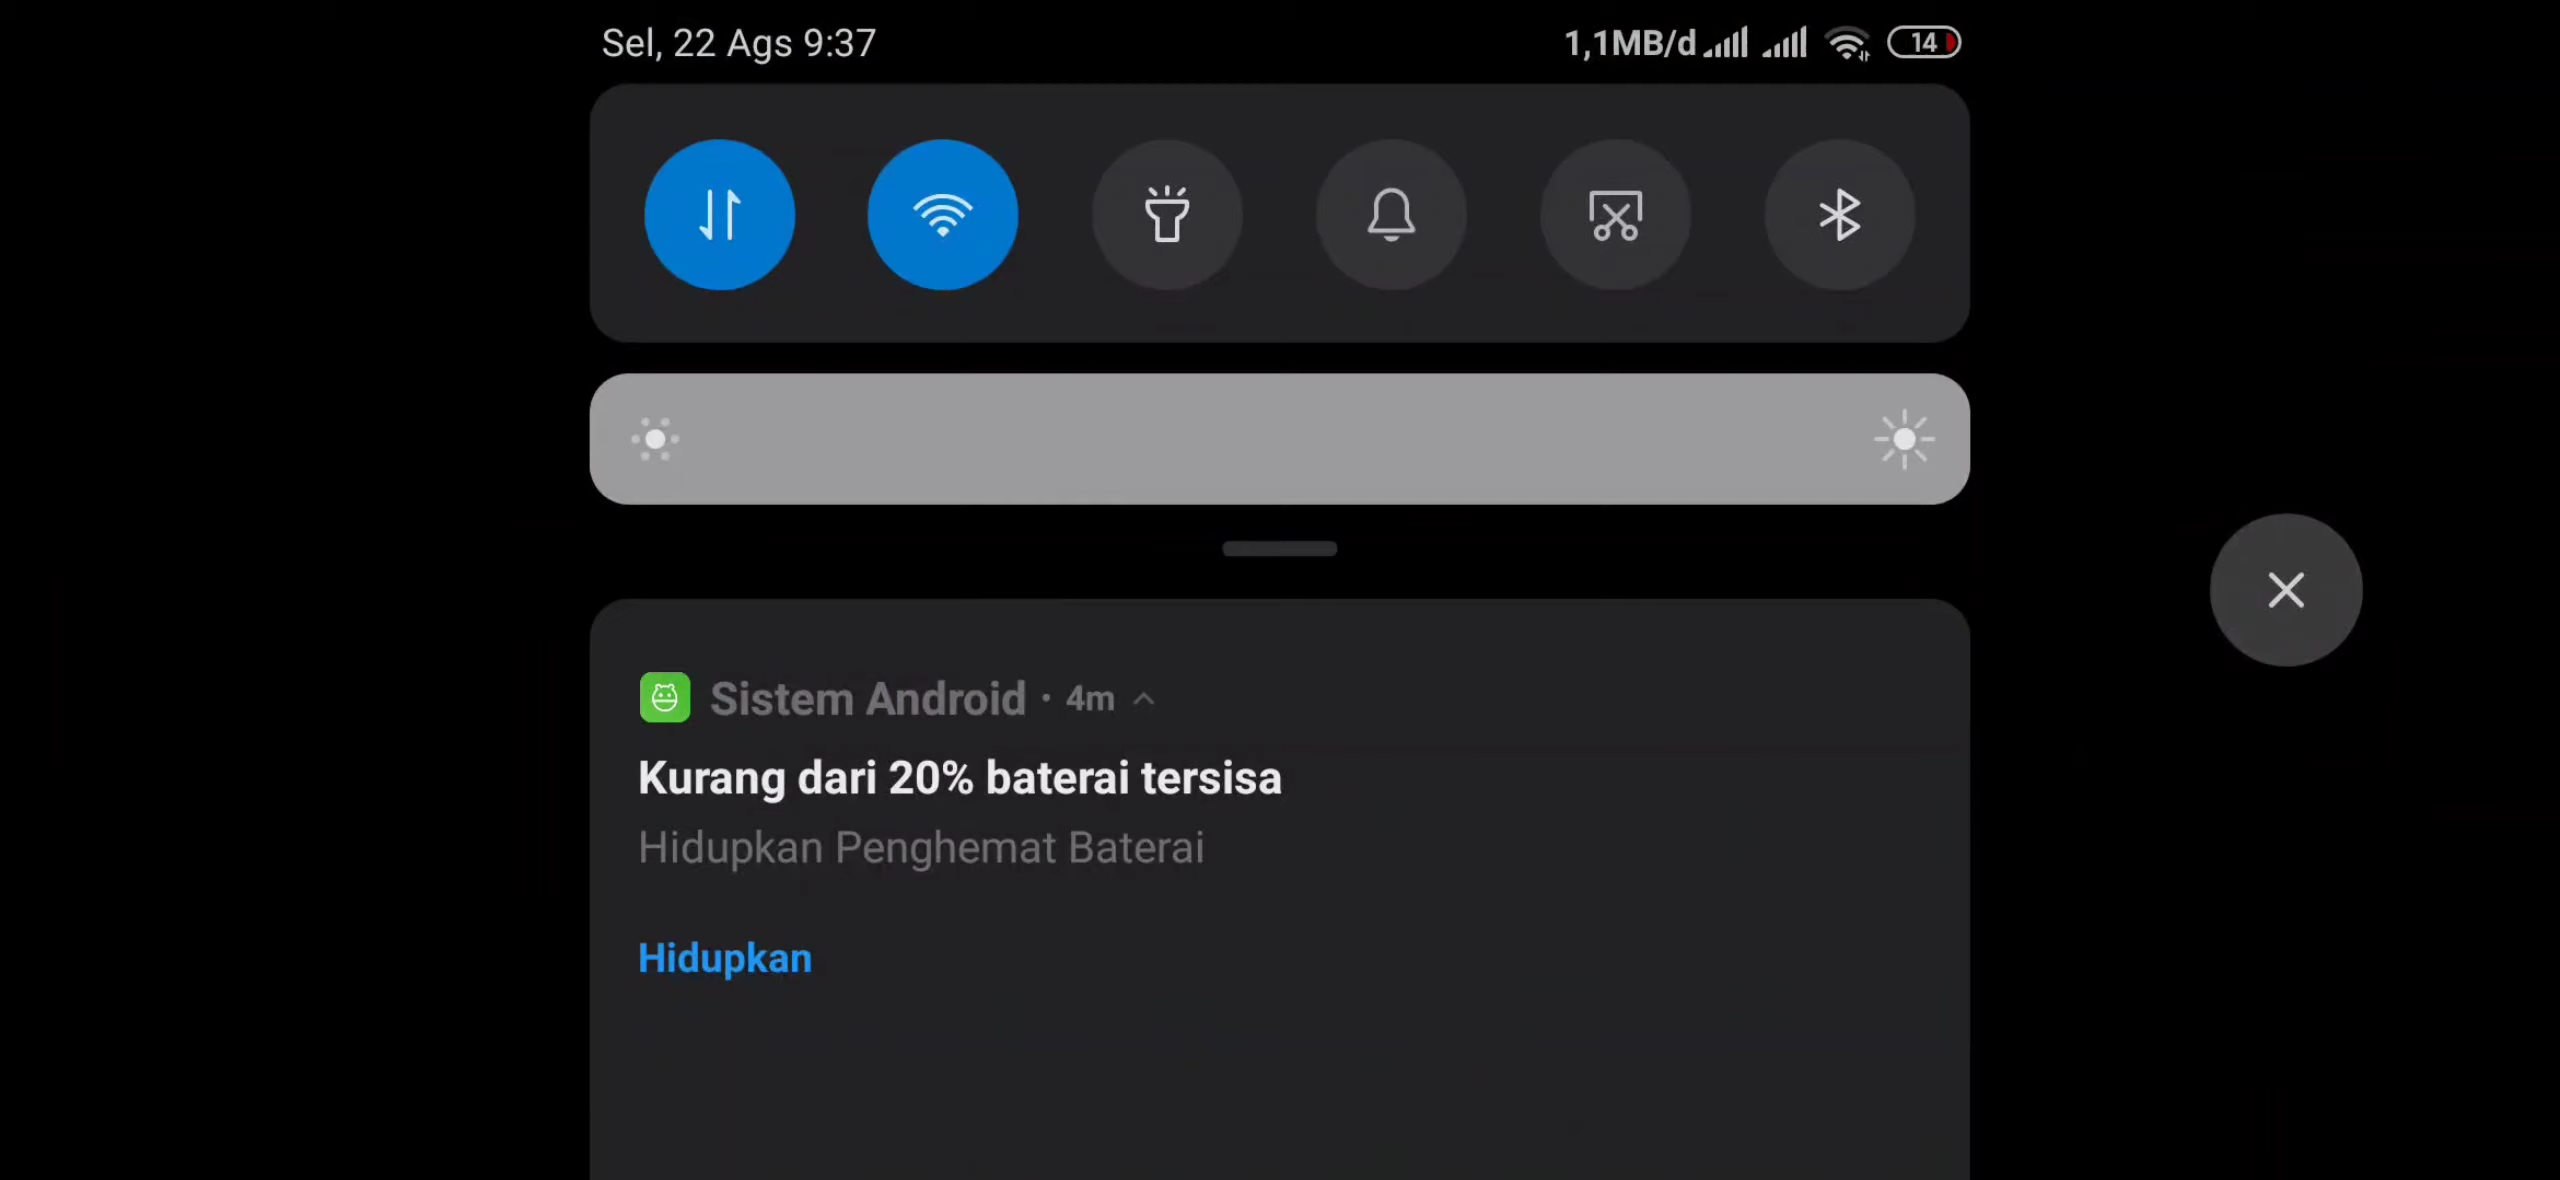 Sel, 22 Ags 9:37
1,1MB/d 14
Sistem Android · 4m
Kurang dari 20% baterai tersisa
Hidupkan Penghemat Baterai
Hidupkan